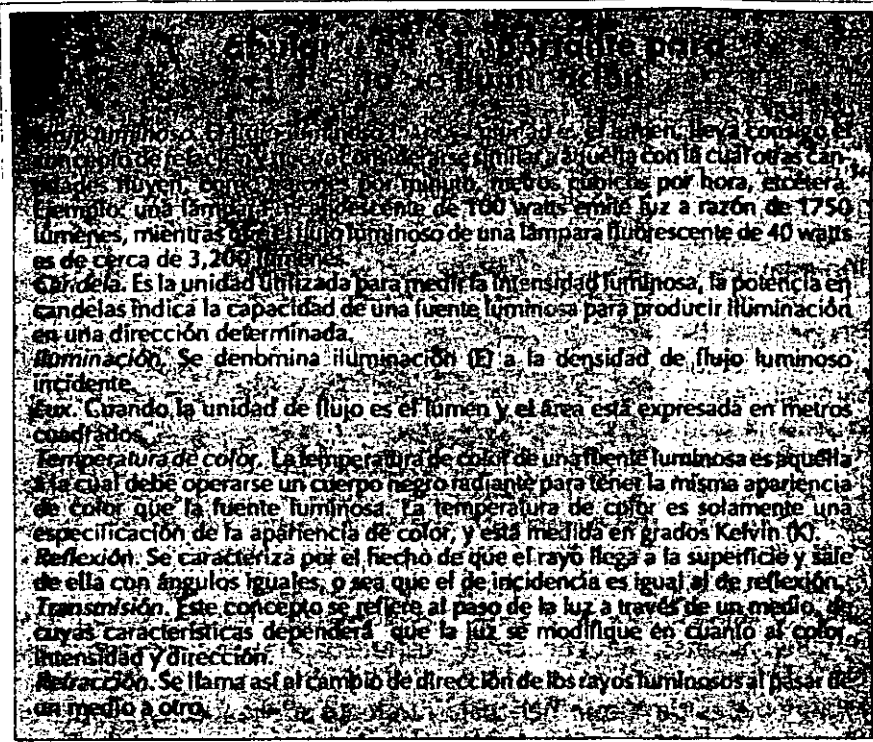 importante para
iluminación
Flujo luminoso. El flujo luminoso es el lumen, lleva consigo el
concepto de relación y puede considerarse similar a aquella con la cual otras can-
tidades fluyen, como por minuto, metros cúbicos por hora, etcétera.
Ejemplo: una lámpara incandescente de 100 watts emite luz a razón de 1750
lúmenes, mientras que el flujo luminoso de una lámpara fluorescente de 40 watts
es de cerca de 3,200 lúmenes.
Candela. Es la unidad utilizada para medir la intensidad luminosa, la potencia en
candelas indica la capacidad de una fuente luminosa para producir iluminación
en una dirección determinada.
Iluminación. Se denomina iluminación (E) a la densidad de flujo luminoso
incidente.
Lux. Cuando la unidad de flujo es el lumen y el área está expresada en metros
cuadrados.
Temperatura de color. La temperatura de color de una fuente luminosa es aquella
a la cual debe operarse un cuerpo negro radiante para tener la misma apariencia
de color que la fuente luminosa. La temperatura de color es solamente una
especificación de la apariencia de color, y está medida en grados Kelvin (K).
Reflexión. Se caracteriza por el hecho de que el rayo llega a la superficie y sale
de ella con ángulos iguales, o sea que el de incidencia es igual al de reflexión.
Transmisión. Este concepto se refiere al paso de la luz a través de un medio, de
cuyas características dependerá que la luz se modifique en cuanto al color,
intensidad y dirección.
Refracción. Se llama así al cambio de dirección de los rayos luminosos al pasar de
un medio a otro.